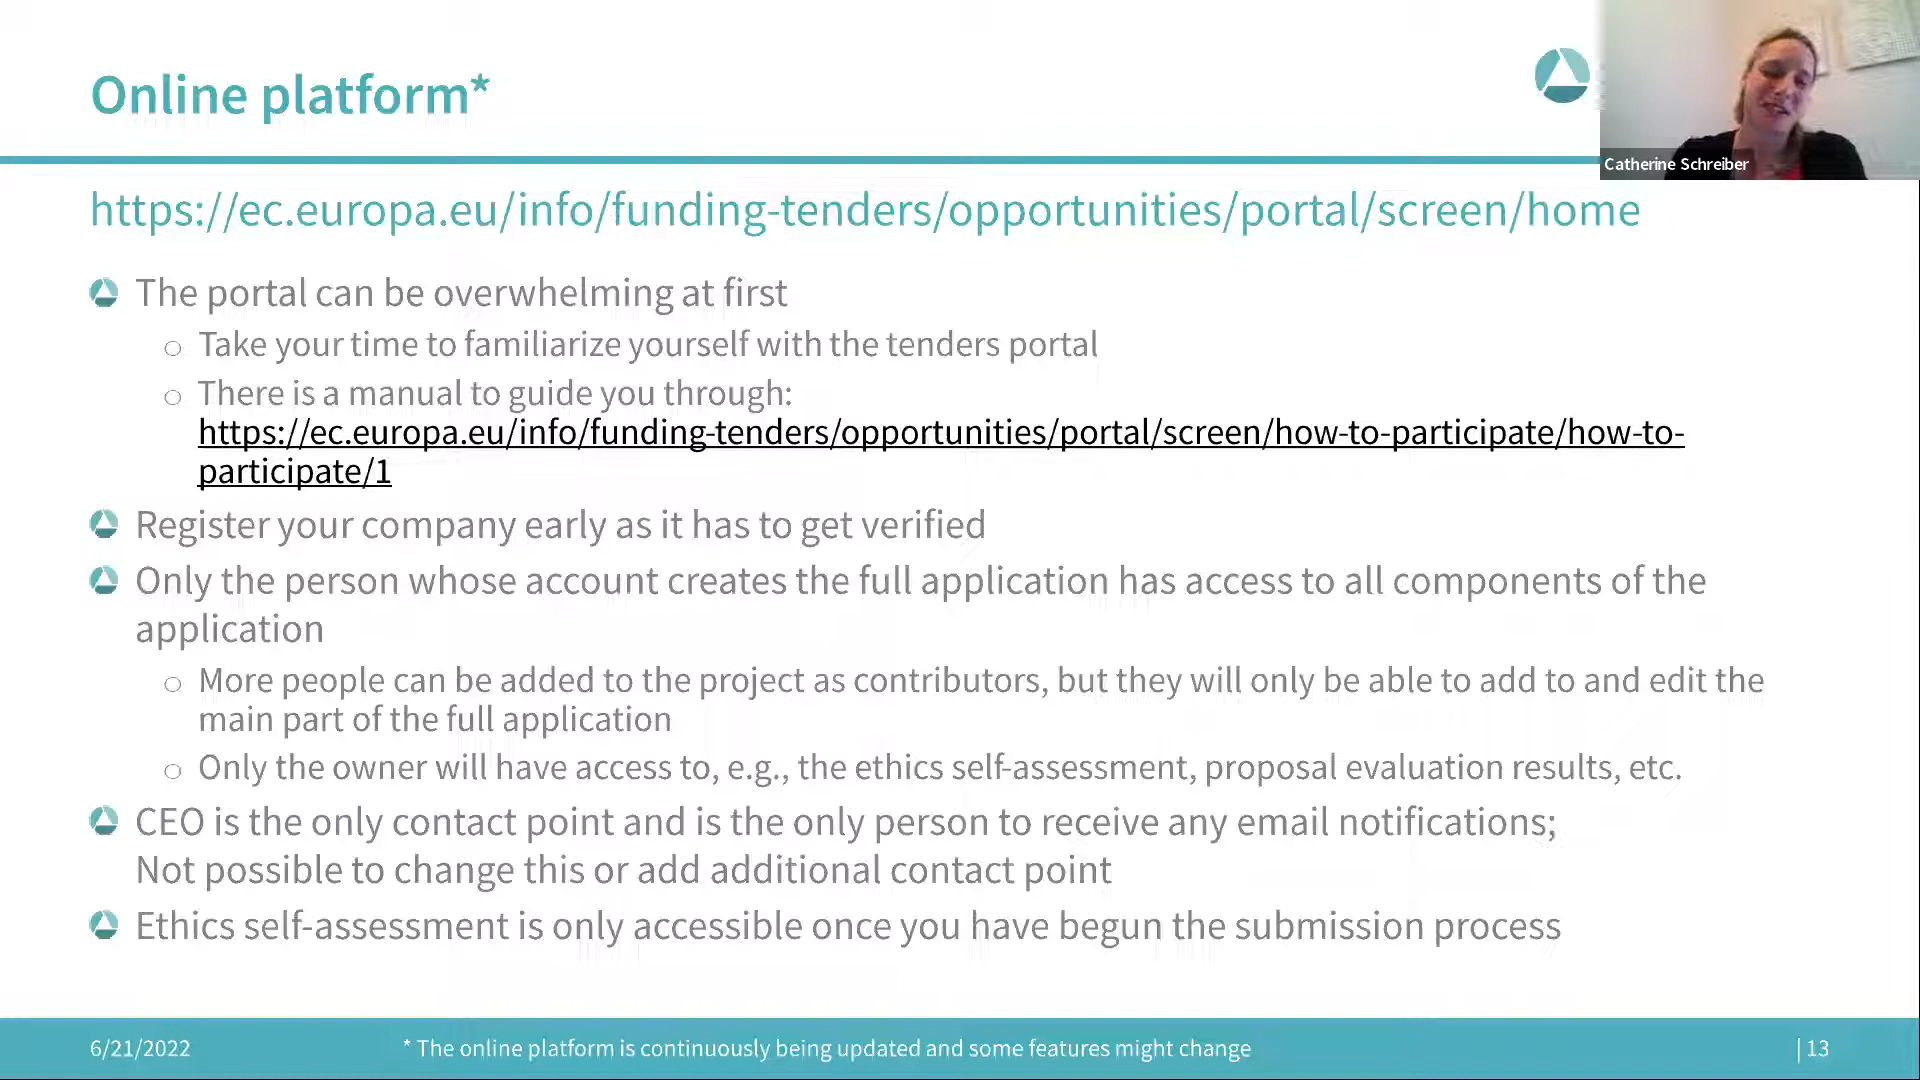 Online platform*
Catherine Schreiber
https://ec.europa.eu/info/funding-tenders/opportunities/portal/screen/home
The portal can be overwhelming at first
Take your time to familiarize yourself with the tenders portal
There is a manual to guide you through:
https://ec.europa.eu/info/funding-tenders/opportunities/portal/screen/how-to-participate/how-to-
participate/1
Register your company early as it has to get verified
Only the person whose account creates the full application has access to all components of the
application
More people can be added to the project as contributors, but they will only be able to add to and edit the
main part of the full application
Only the owner will have access to, e.g., the ethics self-assessment, proposal evaluation results, etc.
CEO is the only contact point and is the only person to receive any email notifications;
Not possible to change this or add additional contact point
Ethics self-assessment is only accessible once you have begun the submission process
6/21/2022
* The online platform is continuously being updated and some features might change
| 13